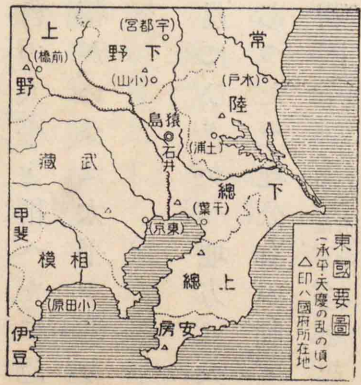 東國要圖
(承平・天慶の乱の頃)
△印ハ國府所在地
常陸
(水戸)
(土浦)
下野
(宇都宮)
(小山)
上野
(前橋)
猿島
石井
下總
(千葉)
武藏
(東京)
上總
安房
相模
(小田原)
甲斐
伊豆